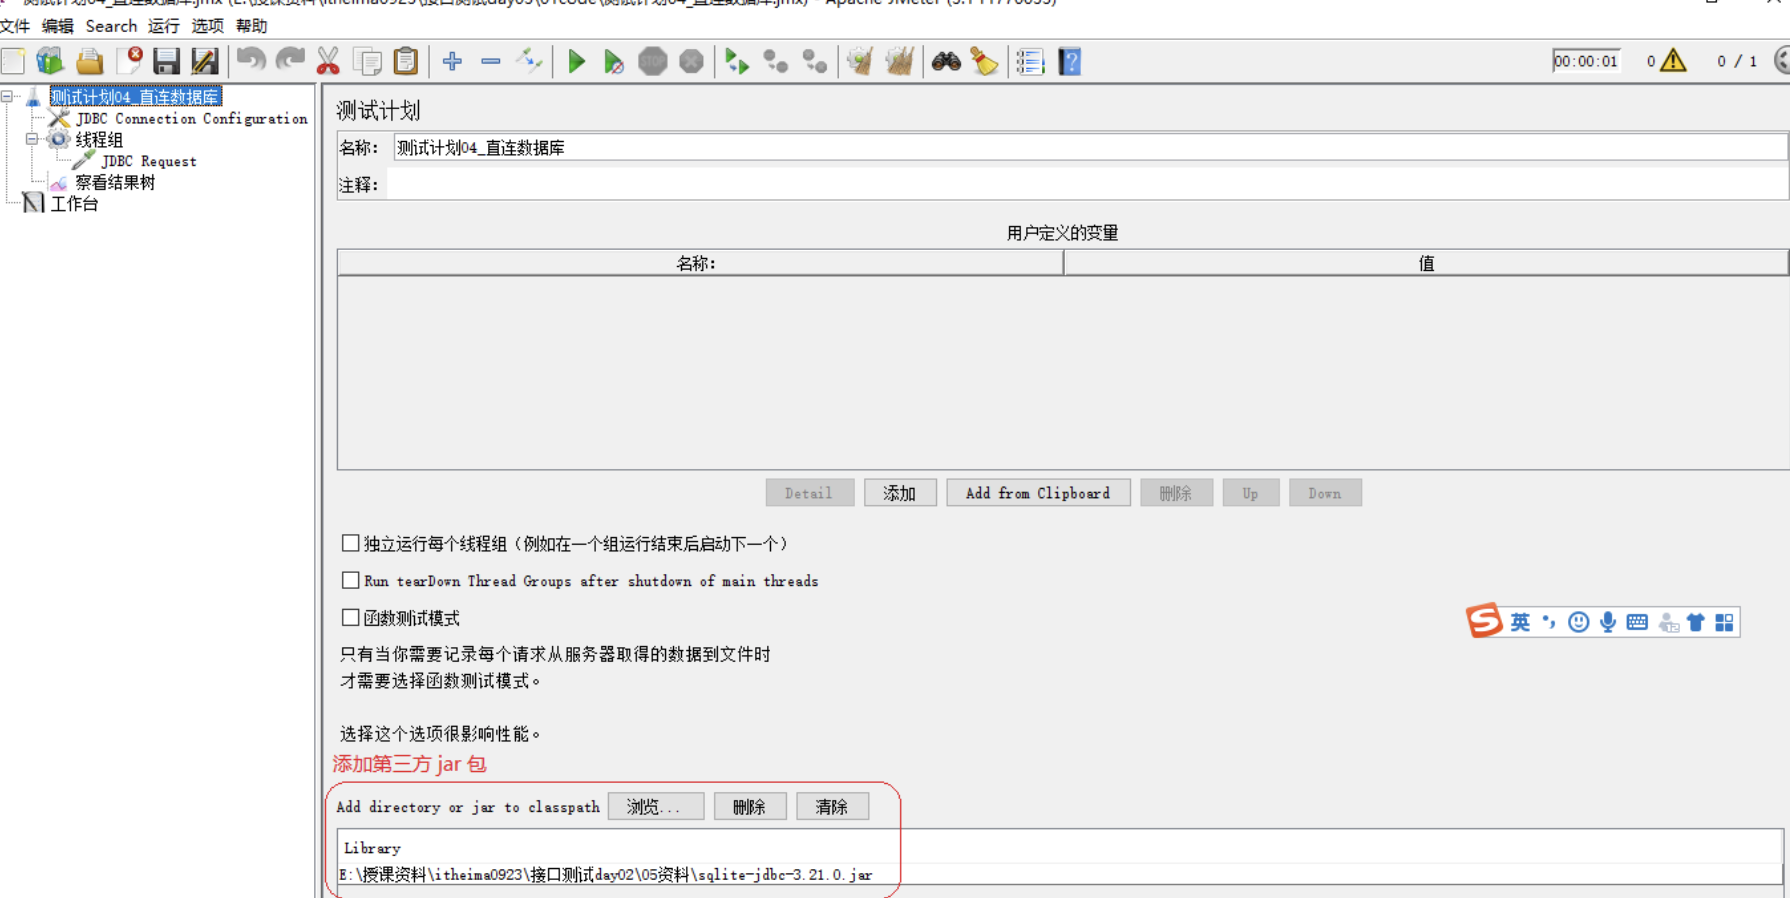 文件 编辑 Search 运行 选项 帮助
00:00:01 0 0 / 1
测试计划04_直连数据库
JDBC Connection Configuration
线程组
JDBC Request
察看结果树
工作台
测试计划
名称: 测试计划04_直连数据库
注释:
用户定义的变量
名称: 值
Detail 添加 Add from Clipboard 删除 Up Down
独立运行每个线程组（例如在一个组运行结束后启动下一个）
Run tearDown Thread Groups after shutdown of main threads
函数测试模式
只有当你需要记录每个请求从服务器取得的数据到文件时
才需要选择函数测试模式。
选择这个选项很影响性能。
添加第三方 jar 包
Add directory or jar to classpath 浏览... 删除 清除
Library
E:\授课资料\itheima0923\接口测试day02\05资料\sqlite-jdbc-3.21.0.jar
英